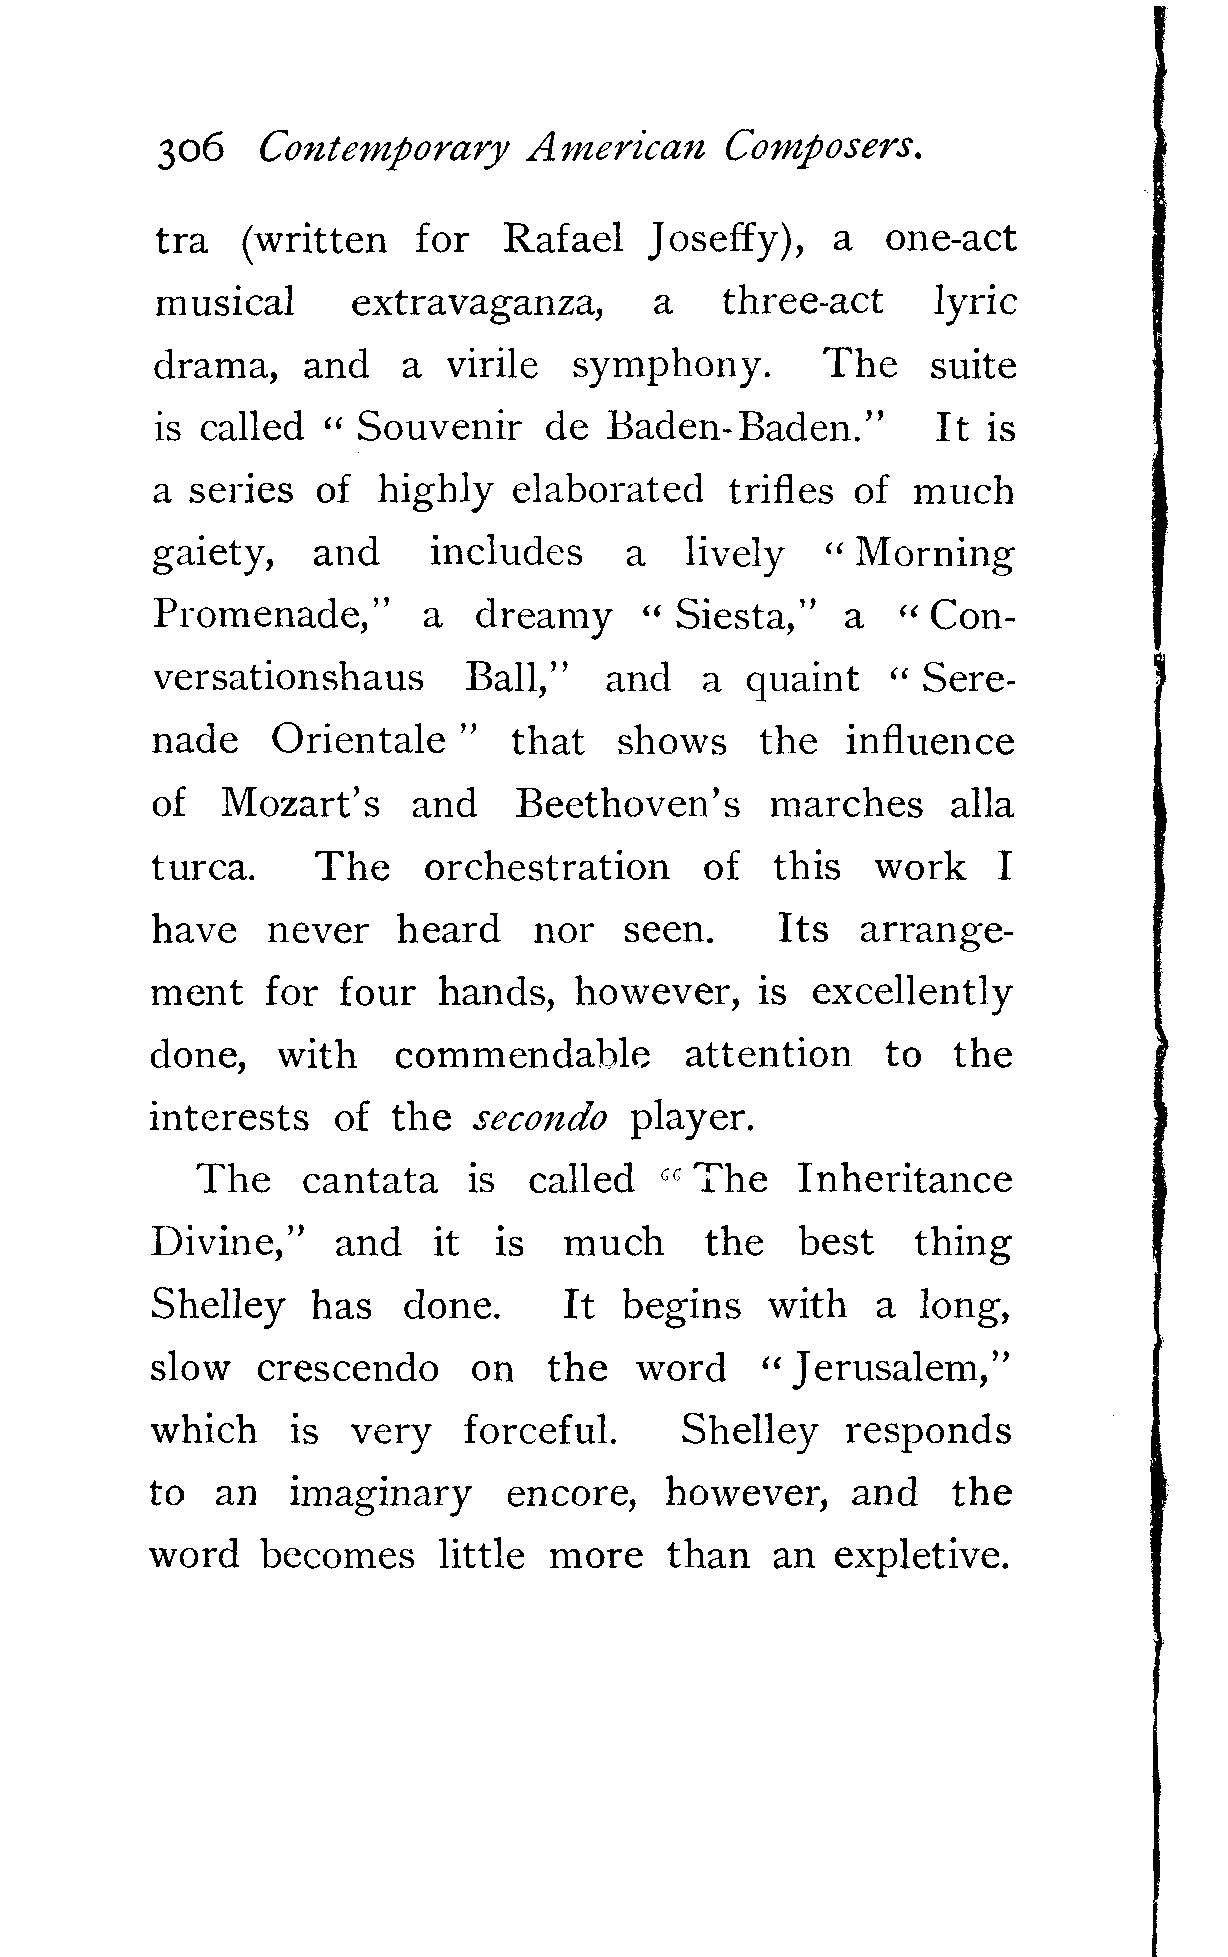 306 Contemporary American Composers.
tra (written for Rafael Joseffy), a one-act
musical extravaganza, a three-act lyric
drama, and a virile symphony. The suite
is called “ Souvenir de Baden-Baden.” It is
a series of highly elaborated trifles of much
gaiety, and includes a lively “ Morning
Promenade,” a dreamy “ Siesta,” a “ Con-
versationshaus Ball,” and a quaint “ Sere-
nade Orientale ” that shows the influence
of Mozart’s and Beethoven’s marches alla
turca. The orchestration of this work I
have never heard nor seen. Its arrange-
ment for four hands, however, is excellently
done, with commendable attention to the
interests of the secondo player.
The cantata is called “ The Inheritance
Divine,” and it is much the best thing
Shelley has done. It begins with a long,
slow crescendo on the word “ Jerusalem,”
which is very forceful. Shelley responds
to an imaginary encore, however, and the
word becomes little more than an expletive.